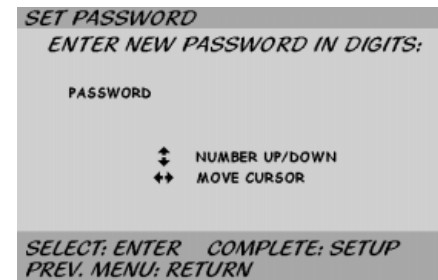 SET PASSWORD
ENTER NEW PASSWORD IN DIGITS:
PASSWORD
NUMBER UP/DOWN
MOVE CURSOR
SELECT: ENTER COMPLETE: SETUP
PREV. MENU: RETURN